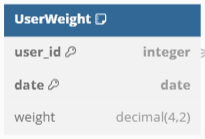 UserWeight
user_id integer
date date
weight decimal(4,2)